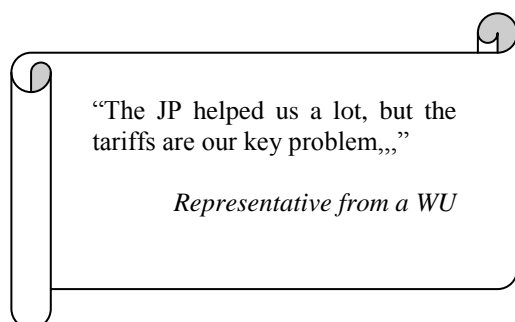 “The JP helped us a lot, but the
tariffs are our key problem,,,”
Representative from a WU